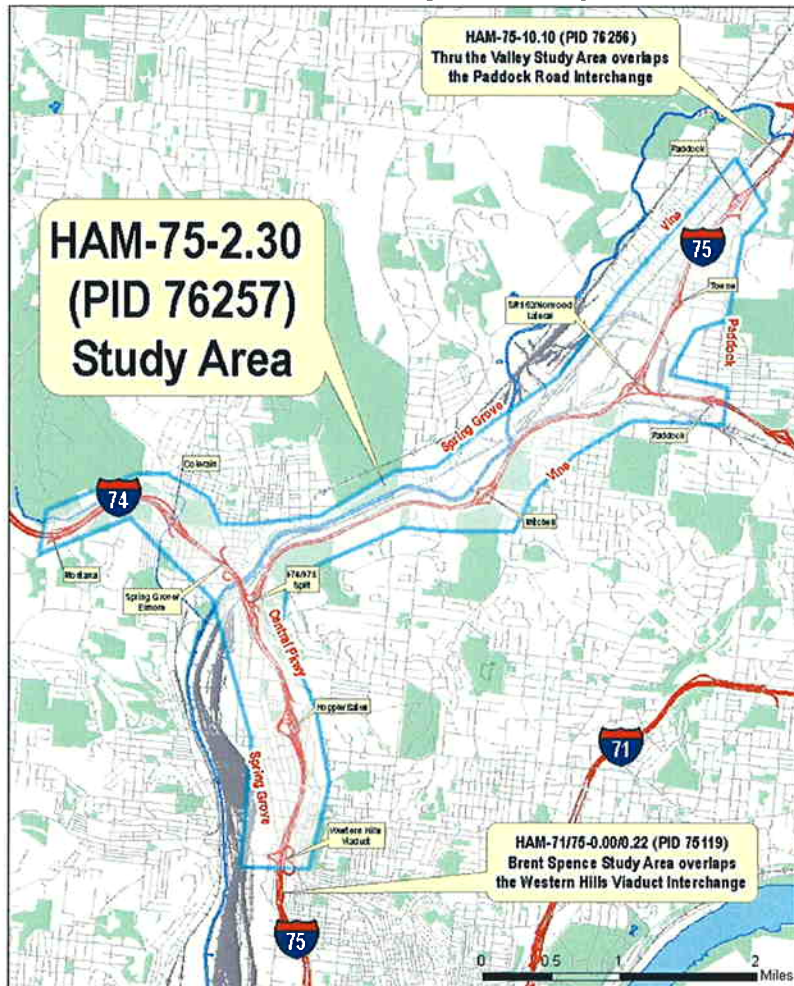 HAM-75-10.10 (PID 76256)
Thru the Valley Study Area overlaps
the Paddock Road Interchange
Paddock
Vine
75
HAM-75-2.30
(PID 76257)
Study Area
Towne
SR562/Norwood
Lateral
Paddock
Spring Grove
Paddock
Vine
Colerain
74
Mitchell
Montana
Spring Grove/
Elmore
I-74/I-75
Split
Central Pkwy
Hopple/Bates
71
Spring Grove
Western Hills
Viaduct
HAM-71/75-0.00/0.22 (PID 75119)
Brent Spence Study Area overlaps
the Western Hills Viaduct Interchange
75
0 0.5 1 2
Miles